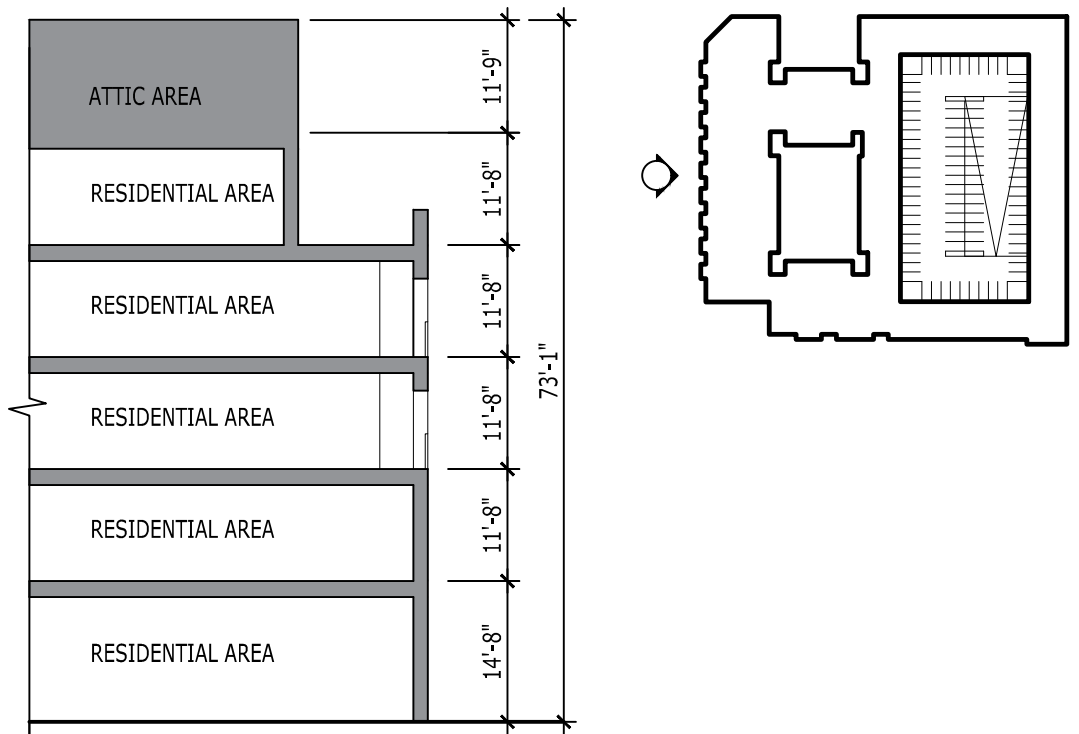 ATTIC AREA
11'-9"
RESIDENTIAL AREA
11'-8"
RESIDENTIAL AREA
11'-8"
73'-1"
RESIDENTIAL AREA
11'-8"
RESIDENTIAL AREA
11'-8"
RESIDENTIAL AREA
14'-8"